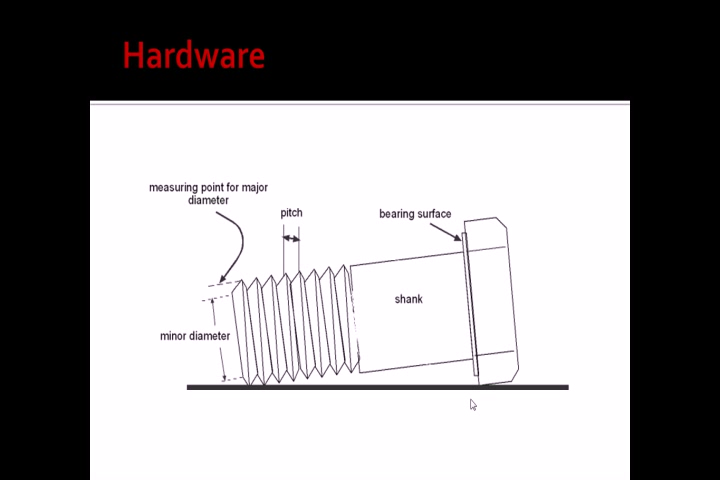 Hardware
measuring point for major
diameter
pitch
bearing surface
shank
minor diameter